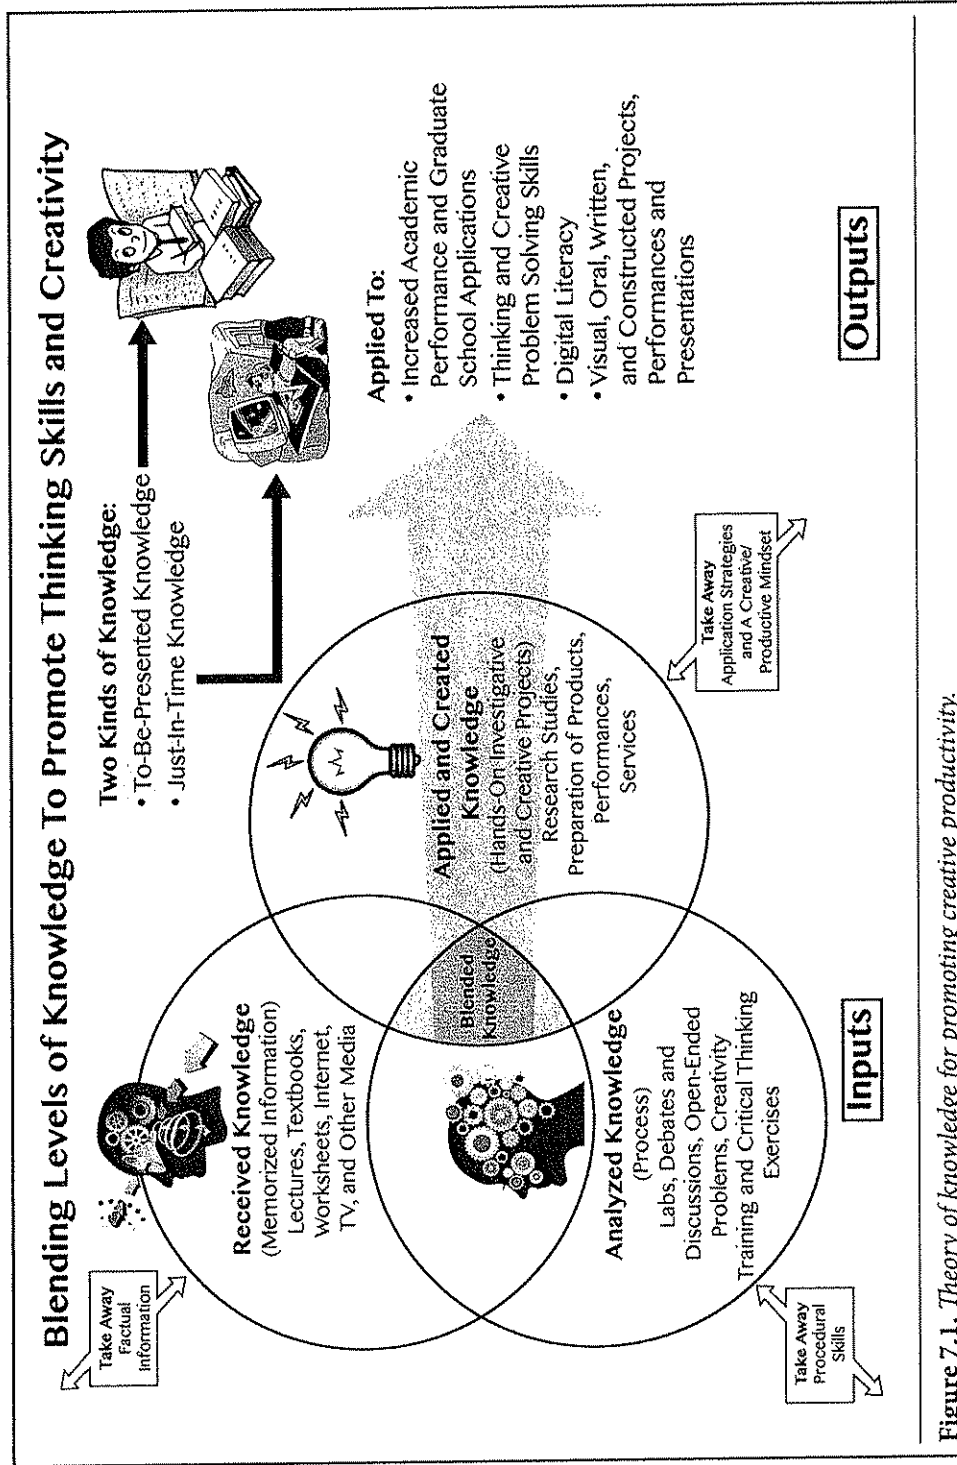 Blending Levels of Knowledge To Promote Thinking Skills and Creativity
Take Away
Factual
Information
Received Knowledge
(Memorized Information)
Lectures, Textbooks,
Worksheets, Internet,
TV, and Other Media
Two Kinds of Knowledge:
• To-Be-Presented Knowledge
• Just-In-Time Knowledge
Blended
Knowledge
Applied and Created
Knowledge
(Hands-On Investigative
and Creative Projects)
Research Studies,
Preparation of Products,
Performances,
Services
Applied To:
• Increased Academic
Performance and Graduate
School Applications
• Thinking and Creative
Problem Solving Skills
• Digital Literacy
• Visual, Oral, Written,
and Constructed Projects,
Performances and
Presentations
Analyzed Knowledge
(Process)
Labs, Debates and
Discussions, Open-Ended
Problems, Creativity
Training and Critical Thinking
Exercises
Take Away
Procedural
Skills
Take Away
Application Strategies
and A Creative/
Productive Mindset
Inputs
Outputs
Figure 7.1. Theory of knowledge for promoting creative productivity.